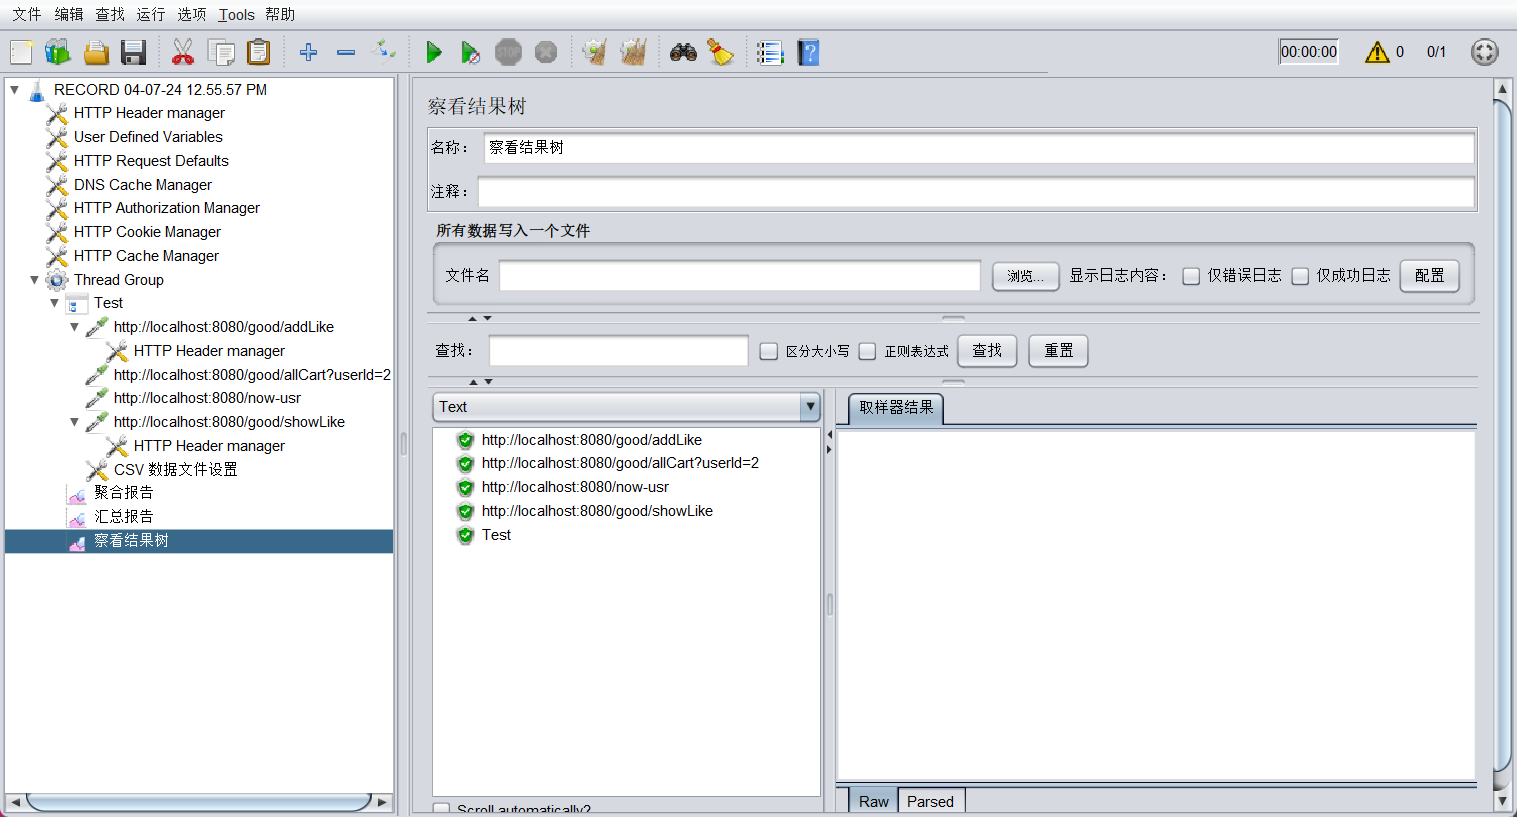 文件 编辑 查找 运行 选项 Tools 帮助
STOP
00:00:00 0 0/1
RECORD 04-07-24 12.55.57 PM
HTTP Header manager
User Defined Variables
HTTP Request Defaults
DNS Cache Manager
HTTP Authorization Manager
HTTP Cookie Manager
HTTP Cache Manager
Thread Group
Test
http://localhost:8080/good/addLike
HTTP Header manager
http://localhost:8080/good/allCart?userId=2
http://localhost:8080/now-usr
http://localhost:8080/good/showLike
HTTP Header manager
CSV 数据文件设置
聚合报告
汇总报告
察看结果树
察看结果树
名称： 察看结果树
注释：
所有数据写入一个文件
文件名 浏览... 显示日志内容： 仅错误日志 仅成功日志 配置
查找： 区分大小写 正则表达式 查找 重置
Text
http://localhost:8080/good/addLike
http://localhost:8080/good/allCart?userId=2
http://localhost:8080/now-usr
http://localhost:8080/good/showLike
Test
Scroll automatically?
取样器结果
Raw Parsed